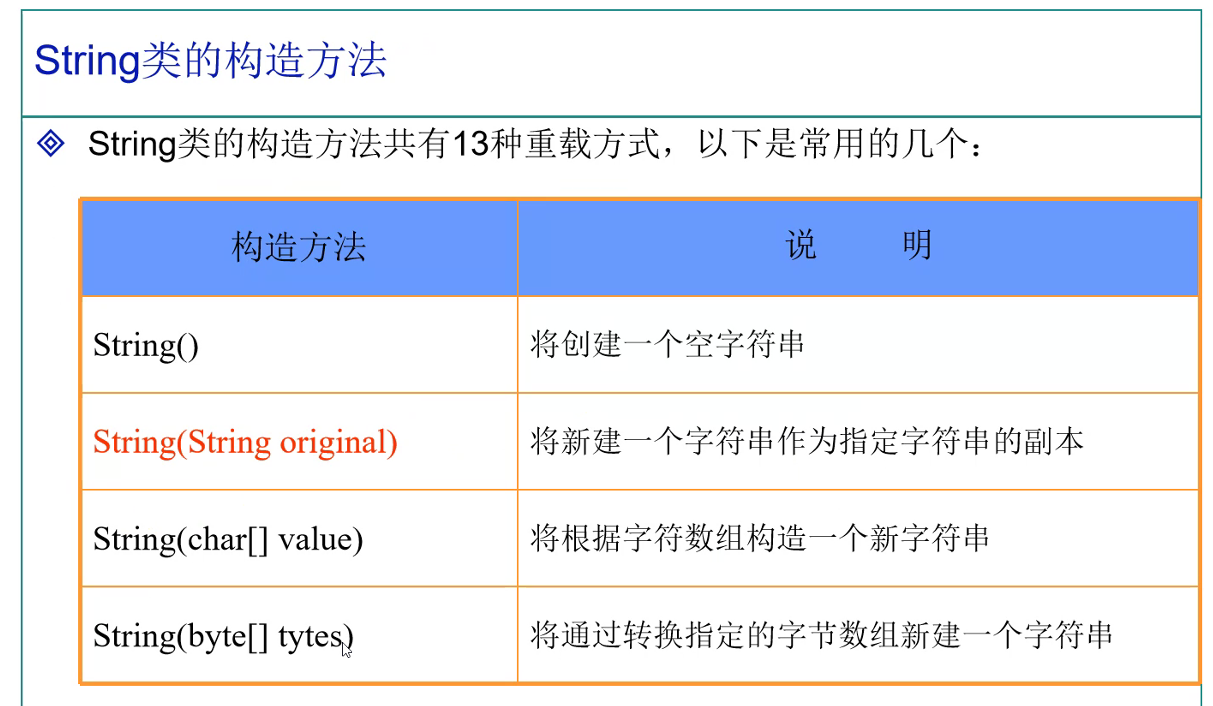 String类的构造方法
String类的构造方法共有13种重载方式，以下是常用的几个：
构造方法 说 明
String() 将创建一个空字符串
String(String original) 将新建一个字符串作为指定字符串的副本
String(char[] value) 将根据字符数组构造一个新字符串
String(byte[] tytes) 将通过转换指定的字节数组新建一个字符串